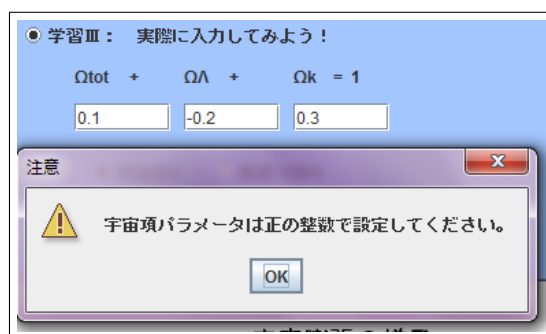 学習Ⅲ： 実際に入力してみよう！
Ωtot + ΩΛ + Ωk = 1
0.1 -0.2 0.3
注意
宇宙項パラメータは正の整数で設定してください。
OK